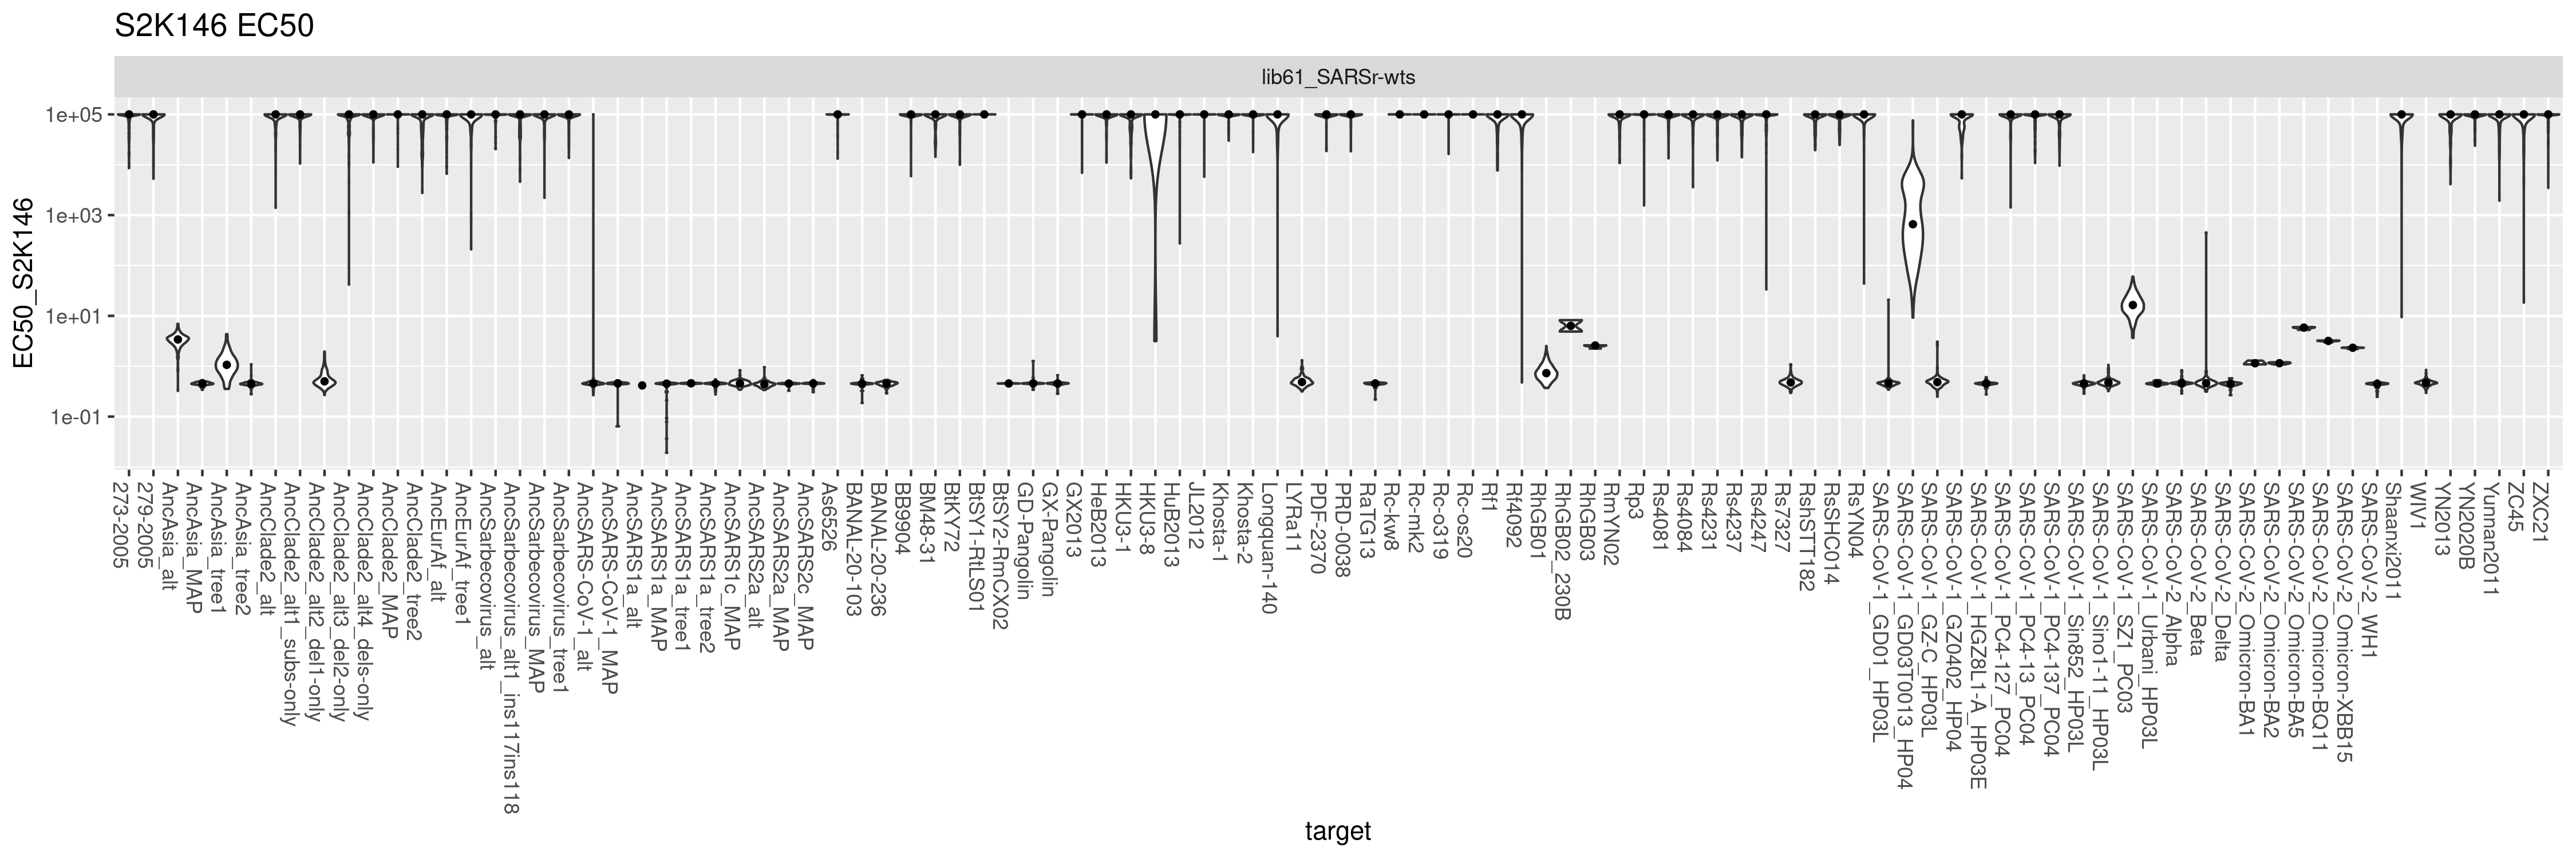 S2K146 EC50
lib61_SARSr-wts
EC50_S2K146
1e+05
1e+03
1e+01
1e-01
273-2005
279-2005
AncAsia_alt
AncAsia_MAP
AncAsia_tree1
AncAsia_tree2
AncClade2_alt
AncClade2_alt1_subs-only
AncClade2_alt2_del1-only
AncClade2_alt3_del2-only
AncClade2_alt4_dels-only
AncClade2_MAP
AncClade2_tree2
AncEurAf_alt
AncEurAf_tree1
AncSarbecovirus_alt
AncSarbecovirus_alt1_ins117ins118
AncSarbecovirus_MAP
AncSarbecovirus_tree1
AncSARS-CoV-1_alt
AncSARS-CoV-1_MAP
AncSARS1a_alt
AncSARS1a_MAP
AncSARS1a_tree1
AncSARS1a_tree2
AncSARS1c_MAP
AncSARS2a_alt
AncSARS2a_MAP
AncSARS2c_MAP
As6526
BANAL-20-103
BANAL-20-236
BB9904
BM48-31
BtKY72
BtSY1-RtLS01
BtSY2-RmCX02
GD-Pangolin
GX-Pangolin
GX2013
HeB2013
HKU3-1
HKU3-8
HuB2013
JL2012
Khosta-1
Khosta-2
Longquan-140
LYRa11
PDF-2370
PRD-0038
RaTG13
Rc-kw8
Rc-mk2
Rc-o319
Rc-os20
Rf1
Rf4092
RhGB01
RhGB02_230B
RhGB03
RmYN02
Rp3
Rs4081
Rs4084
Rs4231
Rs4237
Rs4247
Rs7327
RshSTT182
RsSHC014
RsYN04
SARS-CoV-1_GD01_HP03L
SARS-CoV-1_GD03T0013_HP04
SARS-CoV-1_GZ-C_HP03L
SARS-CoV-1_GZ0402_HP04
SARS-CoV-1_HGZ8L1-A_HP03E
SARS-CoV-1_PC4-127_PC04
SARS-CoV-1_PC4-13_PC04
SARS-CoV-1_PC4-137_PC04
SARS-CoV-1_Sin852_HP03L
SARS-CoV-1_Sino1-11_HP03L
SARS-CoV-1_SZ1_PC03
SARS-CoV-1_Urbani_HP03L
SARS-CoV-2_Alpha
SARS-CoV-2_Beta
SARS-CoV-2_Delta
SARS-CoV-2_Omicron-BA1
SARS-CoV-2_Omicron-BA2
SARS-CoV-2_Omicron-BA5
SARS-CoV-2_Omicron-BQ11
SARS-CoV-2_Omicron-XBB15
SARS-CoV-2_WH1
Shaanxi2011
WIV1
YN2013
YN2020B
Yunnan2011
ZC45
ZXC21
target